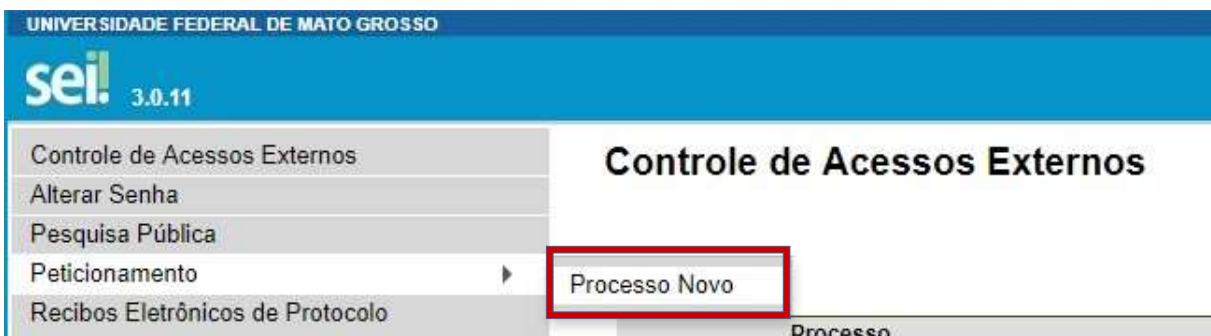 UNIVERSIDADE FEDERAL DE MATO GROSSO
sei! 3.0.11
Controle de Acessos Externos
Alterar Senha
Pesquisa Pública
Peticionamento
Recibos Eletrônicos de Protocolo
Processo Novo
Controle de Acessos Externos
Processo